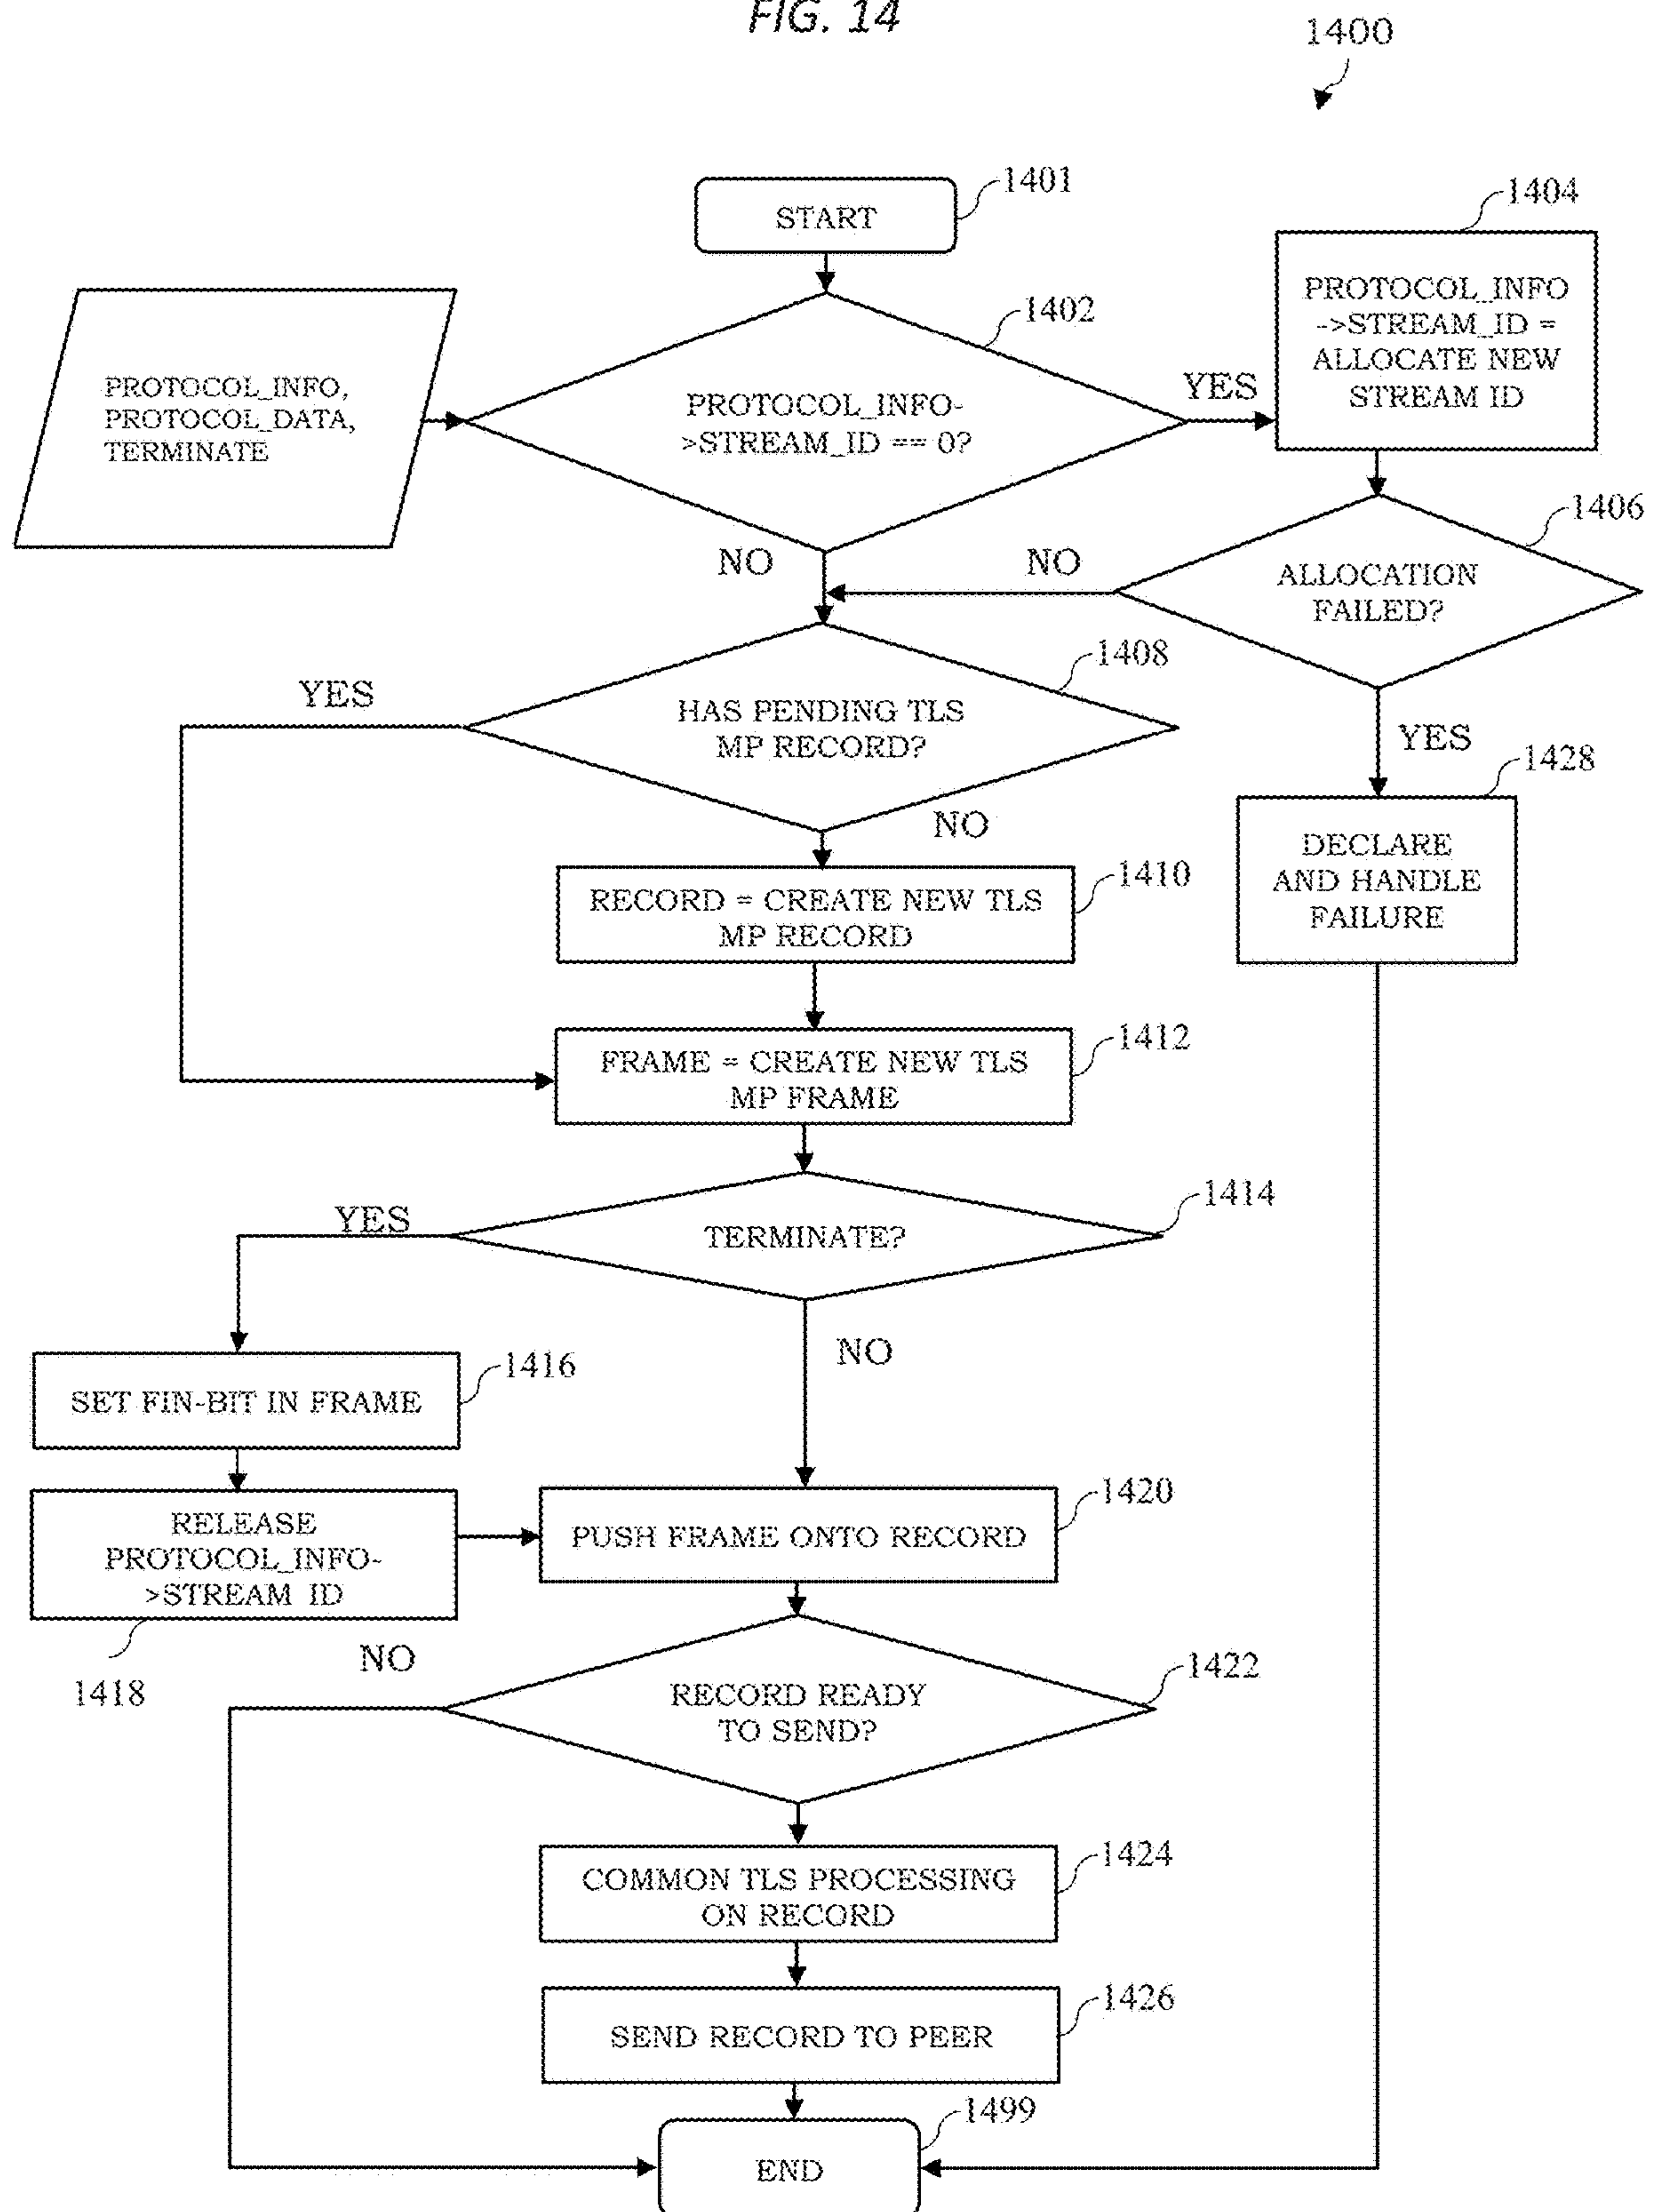 FIG. 14
1400
1401
START
1404
PROTOCOL_INFO
->STREAM_ID =
ALLOCATE NEW
STREAM ID
1402
PROTOCOL_INFO,
PROTOCOL_DATA,
TERMINATE
PROTOCOL_INFO-
>STREAM_ID == 0?
YES
1406
NO
NO
ALLOCATION
FAILED?
1408
YES
HAS PENDING TLS
MP RECORD?
YES
1428
NO
DECLARE
AND HANDLE
FAILURE
1410
RECORD = CREATE NEW TLS
MP RECORD
1412
FRAME = CREATE NEW TLS
MP FRAME
1414
YES
TERMINATE?
NO
1416
SET FIN-BIT IN FRAME
1420
RELEASE
PROTOCOL_INFO-
>STREAM ID
PUSH FRAME ONTO RECORD
1418
NO
1422
RECORD READY
TO SEND?
1424
COMMON TLS PROCESSING
ON RECORD
1426
SEND RECORD TO PEER
1499
END